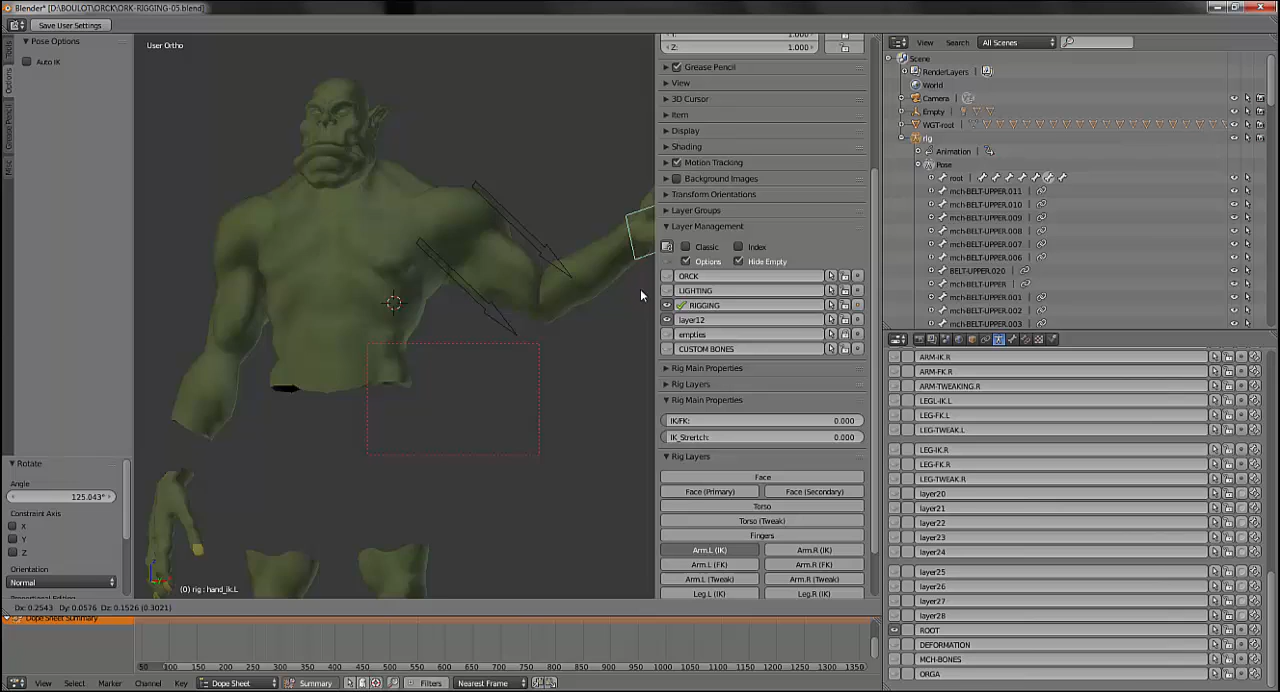 Blender* [D:\BOULOT\ORCK\ORK-RIGGING-05.blend]
Save User Settings
Pose Options
Auto IK
Tools
Options
Grease Pencil
Misc
User Ortho
Rotate
Angle
125.043°
Constraint Axis
X
Y
Z
Orientation
Normal
(0) rig : hand_ik.L
Dx: 0.2543 Dy: 0.0576 Dz: 0.1526 (0.3021)
Z: 1.000
Grease Pencil
View
3D Cursor
Item
Display
Shading
Motion Tracking
Background Images
Transform Orientations
Layer Groups
Layer Management
Classic Index
Options Hide Empty
ORCK
LIGHTING
RIGGING
layer12
empties
CUSTOM BONES
Rig Main Properties
Rig Layers
Rig Main Properties
IK/FK: 0.000
IK_Stretch: 0.000
Rig Layers
Face
Face (Primary) Face (Secondary)
Torso
Torso (Tweak)
Fingers
Arm.L (IK) Arm.R (IK)
Arm.L (FK) Arm.R (FK)
Arm.L (Tweak) Arm.R (Tweak)
Leg.L (IK) Leg.R (IK)
View Search All Scenes
Scene
RenderLayers
World
Camera
Empty
WGT-root
rig
Animation
Pose
root
mch-BELT-UPPER.011
mch-BELT-UPPER.010
mch-BELT-UPPER.009
mch-BELT-UPPER.008
mch-BELT-UPPER.007
mch-BELT-UPPER.006
BELT-UPPER.020
mch-BELT-UPPER
mch-BELT-UPPER.001
mch-BELT-UPPER.002
mch-BELT-UPPER.003
ARM-IK.R
ARM-FK.R
ARM-TWEAKING.R
LEGL-IK.L
LEG-FK.L
LEG-TWEAK.L
LEG-IK.R
LEG-FK.R
LEG-TWEAK.R
layer20
layer21
layer22
layer23
layer24
layer25
layer26
layer27
layer28
ROOT
DEFORMATION
MCH-BONES
ORGA
Dope Sheet Summary
50 100 150 200 250 300 350 400 450 500 550 600 650 700 750 800 850 900 950 1000 1050 1100 1150 1200 1250 1300 1350
View Select Marker Channel Key Dope Sheet Summary Filters Nearest Frame